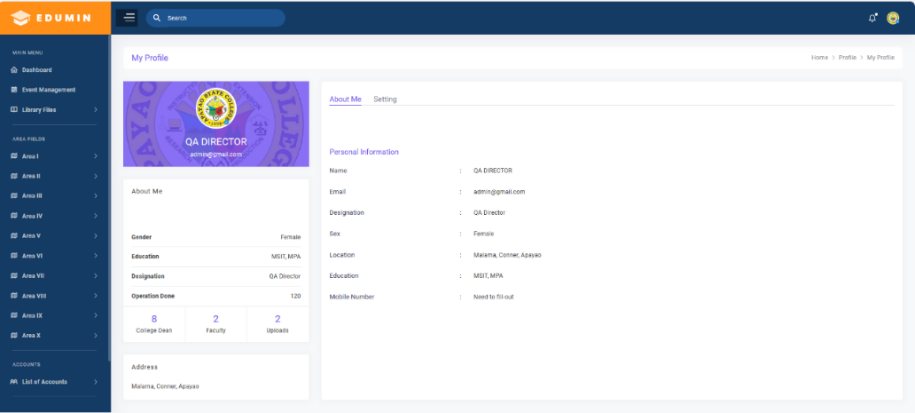 EDUMIN
Search
MAIN MENU
Dashboard
Event Management
Library Files
AREA FIELDS
Area I
Area II
Area III
Area IV
Area V
Area VI
Area VII
Area VIII
Area IX
Area X
ACCOUNTS
List of Accounts
My Profile
Home > Profile > My Profile
APAYAO STATE COLLEGE
QA DIRECTOR
admin@gmail.com
About Me
Gender Female
Education MSIT, MPA
Designation QA Director
Operation Done 120
8 2 2
College Dean Faculty Uploads
Address
Malama, Conner, Apayao
About Me Setting
Personal Information
Name : QA DIRECTOR
Email : admin@gmail.com
Designation : QA Director
Sex : Female
Location : Malama, Conner, Apayao
Education : MSIT, MPA
Mobile Number : Need to fill-out